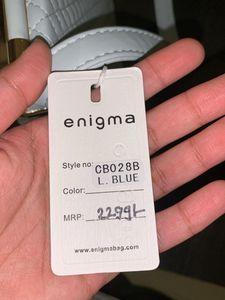 enigma
Style no: CB028B
L. BLUE
Color:
MRP: 2299/-
www.enigmabag.com